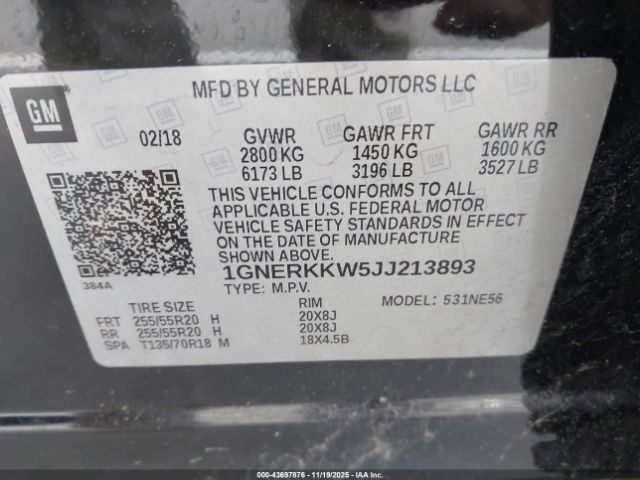 GM
MFD BY GENERAL MOTORS LLC
02/18 GVWR GAWR FRT GAWR RR
2800 KG 1450 KG 1600 KG
6173 LB 3196 LB 3527 LB
THIS VEHICLE CONFORMS TO ALL
APPLICABLE U.S. FEDERAL MOTOR
VEHICLE SAFETY STANDARDS IN EFFECT
ON THE DATE OF MANUFACTURE
SHOWN ABOVE.
384A
1GNERKKW5JJ213893
TYPE: M.P.V. MODEL: 531NE56
TIRE SIZE RIM
FRT 255/55R20 H 20X8J
RR 255/55R20 H 20X8J
SPA T135/70R18 M 18X4.5B
000-43697876 - 11/19/2025 - IAAI.COM